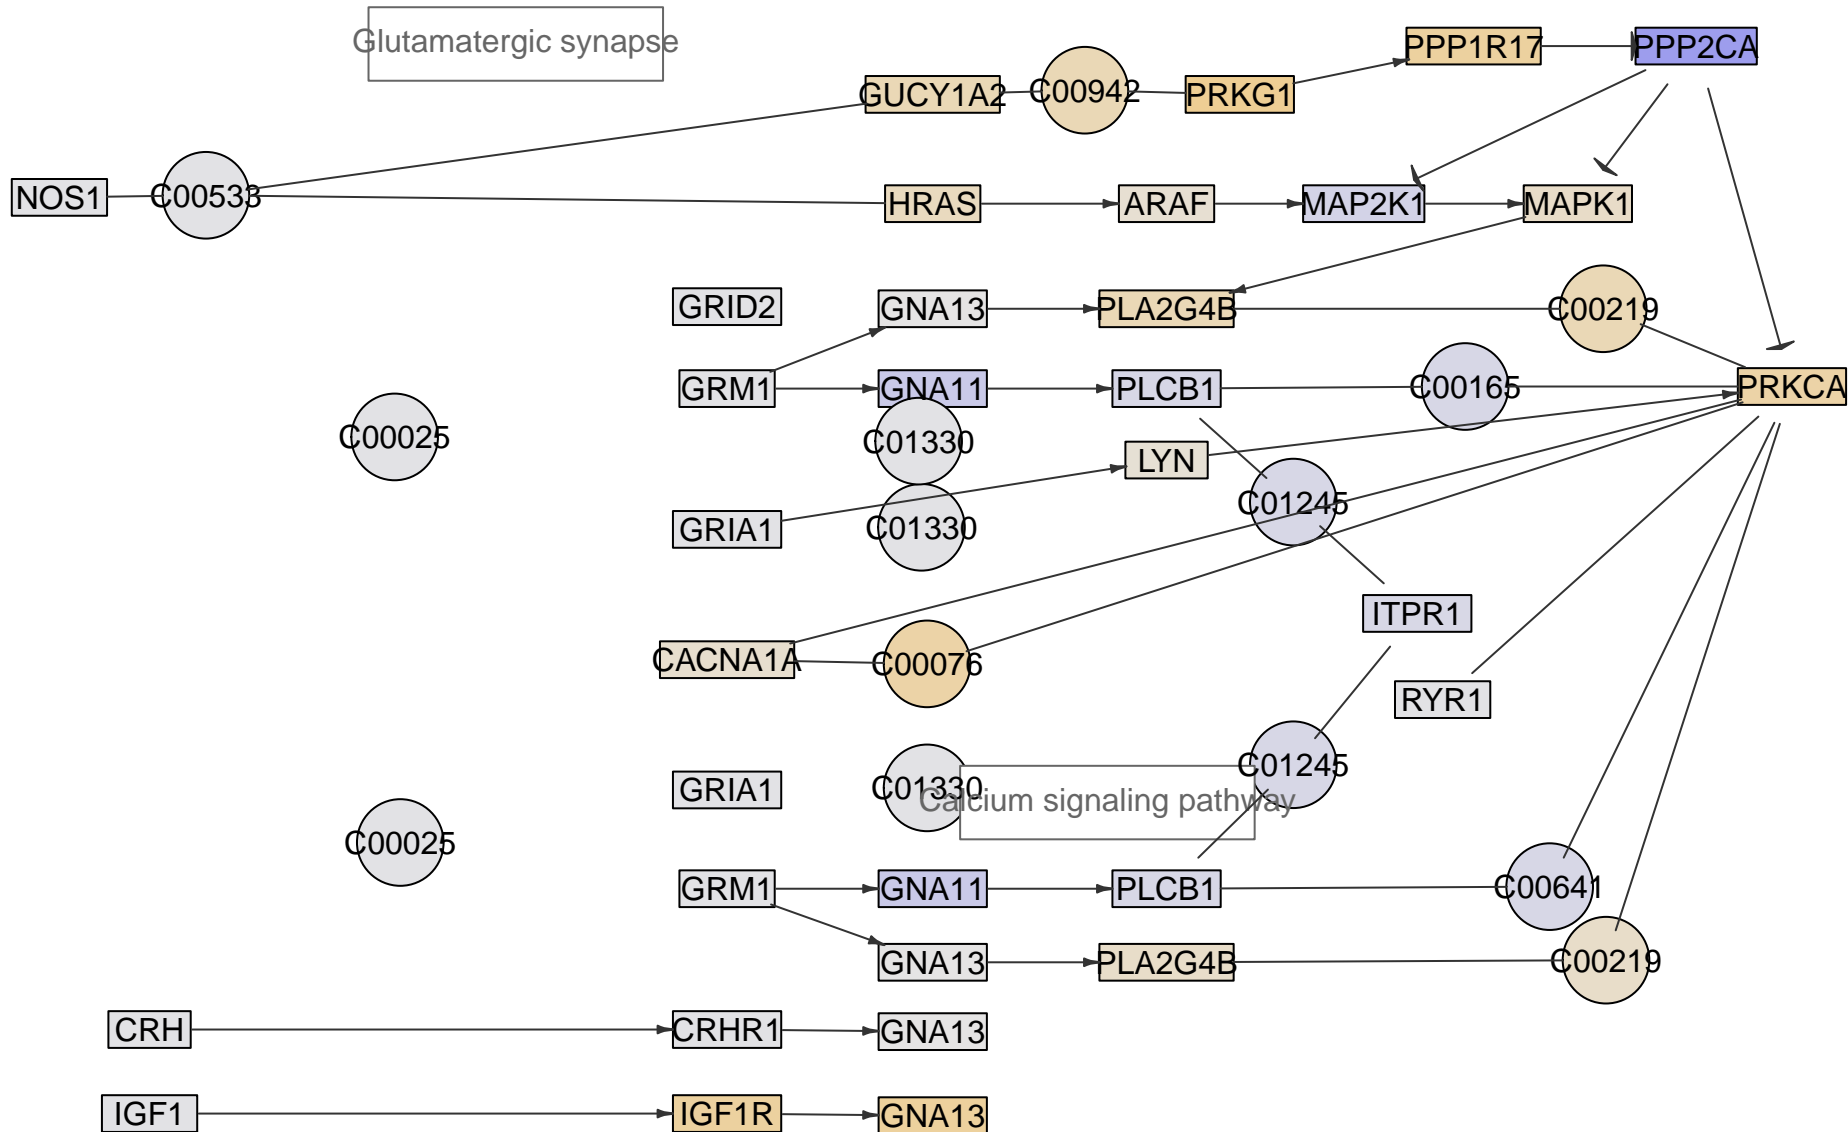 Glutamatergic synapse
PPP1R17
PPP2CA
GUCY1A2
C00942
PRKG1
NOS1
C00533
HRAS
ARAF
MAP2K1
MAPK1
GRID2
GNA13
PLA2G4B
C00219
GRM1
GNA11
PLCB1
C00165
PRKCA
C00025
C01330
LYN
GRIA1
C01330
C01245
ITPR1
CACNA1A
C00076
RYR1
GRIA1
C01330
C01245
Calcium signaling pathway
C00025
GRM1
GNA11
PLCB1
C00641
GNA13
PLA2G4B
C00219
CRH
CRHR1
GNA13
IGF1
IGF1R
GNA13